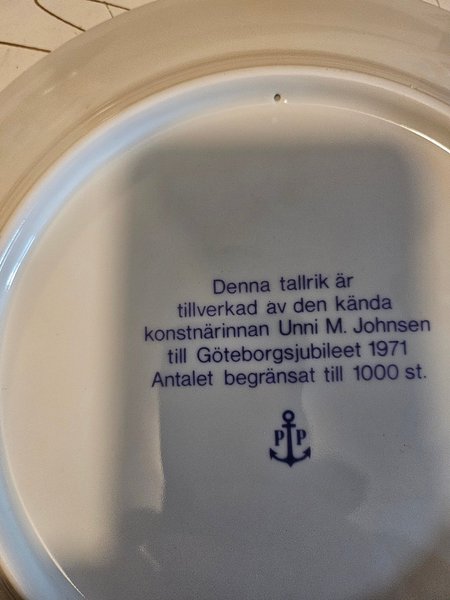 Denna tallrik är
tillverkad av den kända
konstnärinnan Unni M. Johnsen
till Göteborgsjubileet 1971
Antalet begränsat till 1000 st.
P P